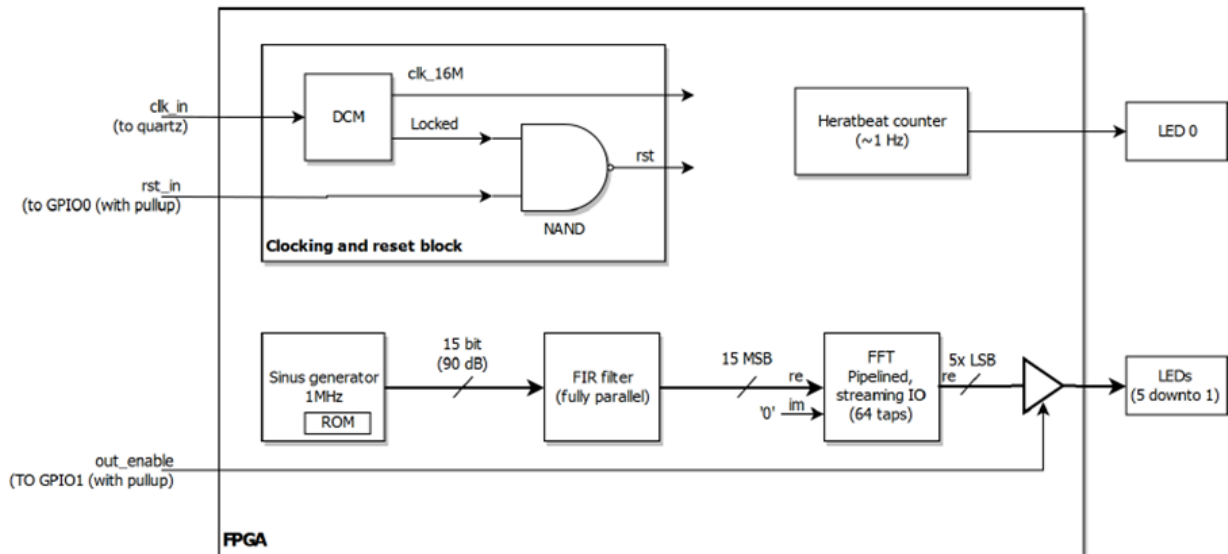 clk_in
(to quartz)
rst_in
(to GPIO0 (with pullup)
DCM
clk_16M
Locked
rst
NAND
Clocking and reset block
Heratbeat counter
(~1 Hz)
LED 0
Sinus generator
1MHz
ROM
15 bit
(90 dB)
FIR filter
(fully parallel)
15 MSB
re
'0'
im
FFT
Pipelined,
streaming IO
(64 taps)
5x LSB
re
LEDs
(5 downto 1)
out_enable
(TO GPIO1 (with pullup)
FPGA